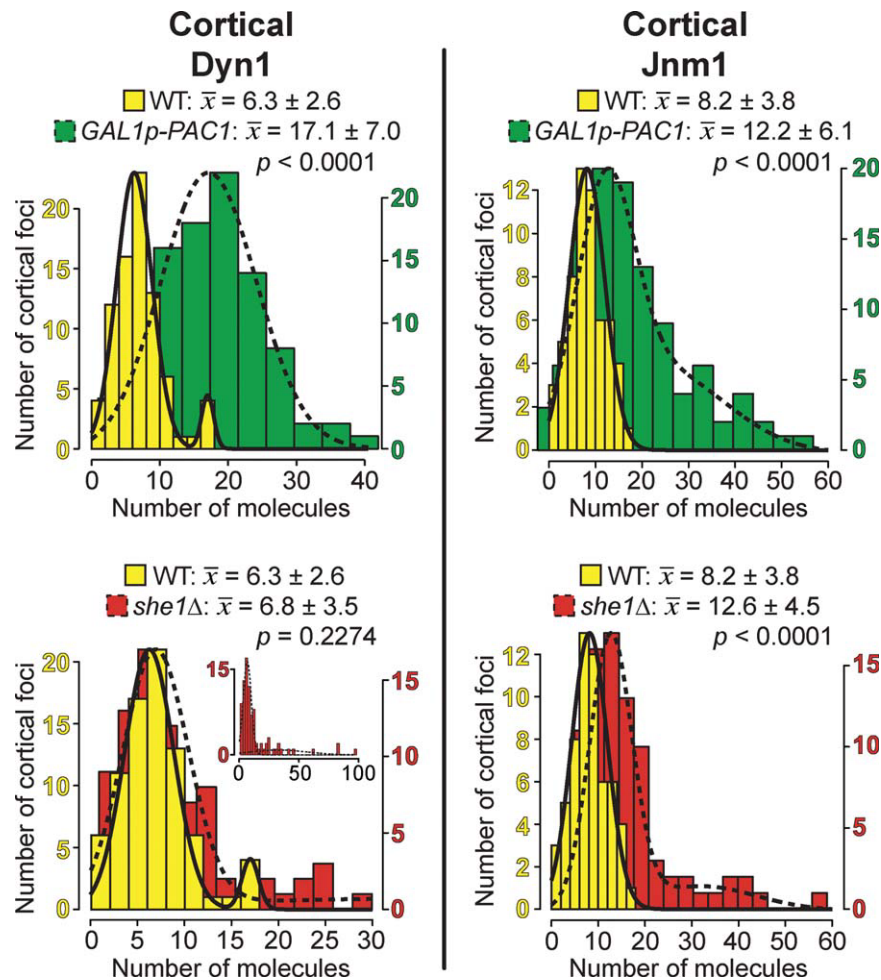 Cortical
Dyn1
WT: x̅ = 6.3 ± 2.6
GAL1p-PAC1: x̅ = 17.1 ± 7.0
p < 0.0001
Number of cortical foci
20
15
10
5
0
20
15
10
5
0
0 10 20 30 40
Number of molecules
Cortical
Jnm1
WT: x̅ = 8.2 ± 3.8
GAL1p-PAC1: x̅ = 12.2 ± 6.1
p < 0.0001
Number of cortical foci
12
10
8
6
4
2
0
20
15
10
5
0
0 10 20 30 40 50 60
Number of molecules
WT: x̅ = 6.3 ± 2.6
she1Δ: x̅ = 6.8 ± 3.5
p = 0.2274
Number of cortical foci
20
15
10
5
0
15
0
0 50 100
15
10
5
0
0 5 10 15 20 25 30
Number of molecules
WT: x̅ = 8.2 ± 3.8
she1Δ: x̅ = 12.6 ± 4.5
p < 0.0001
Number of cortical foci
12
10
8
6
4
2
0
15
10
5
0
0 10 20 30 40 50 60
Number of molecules